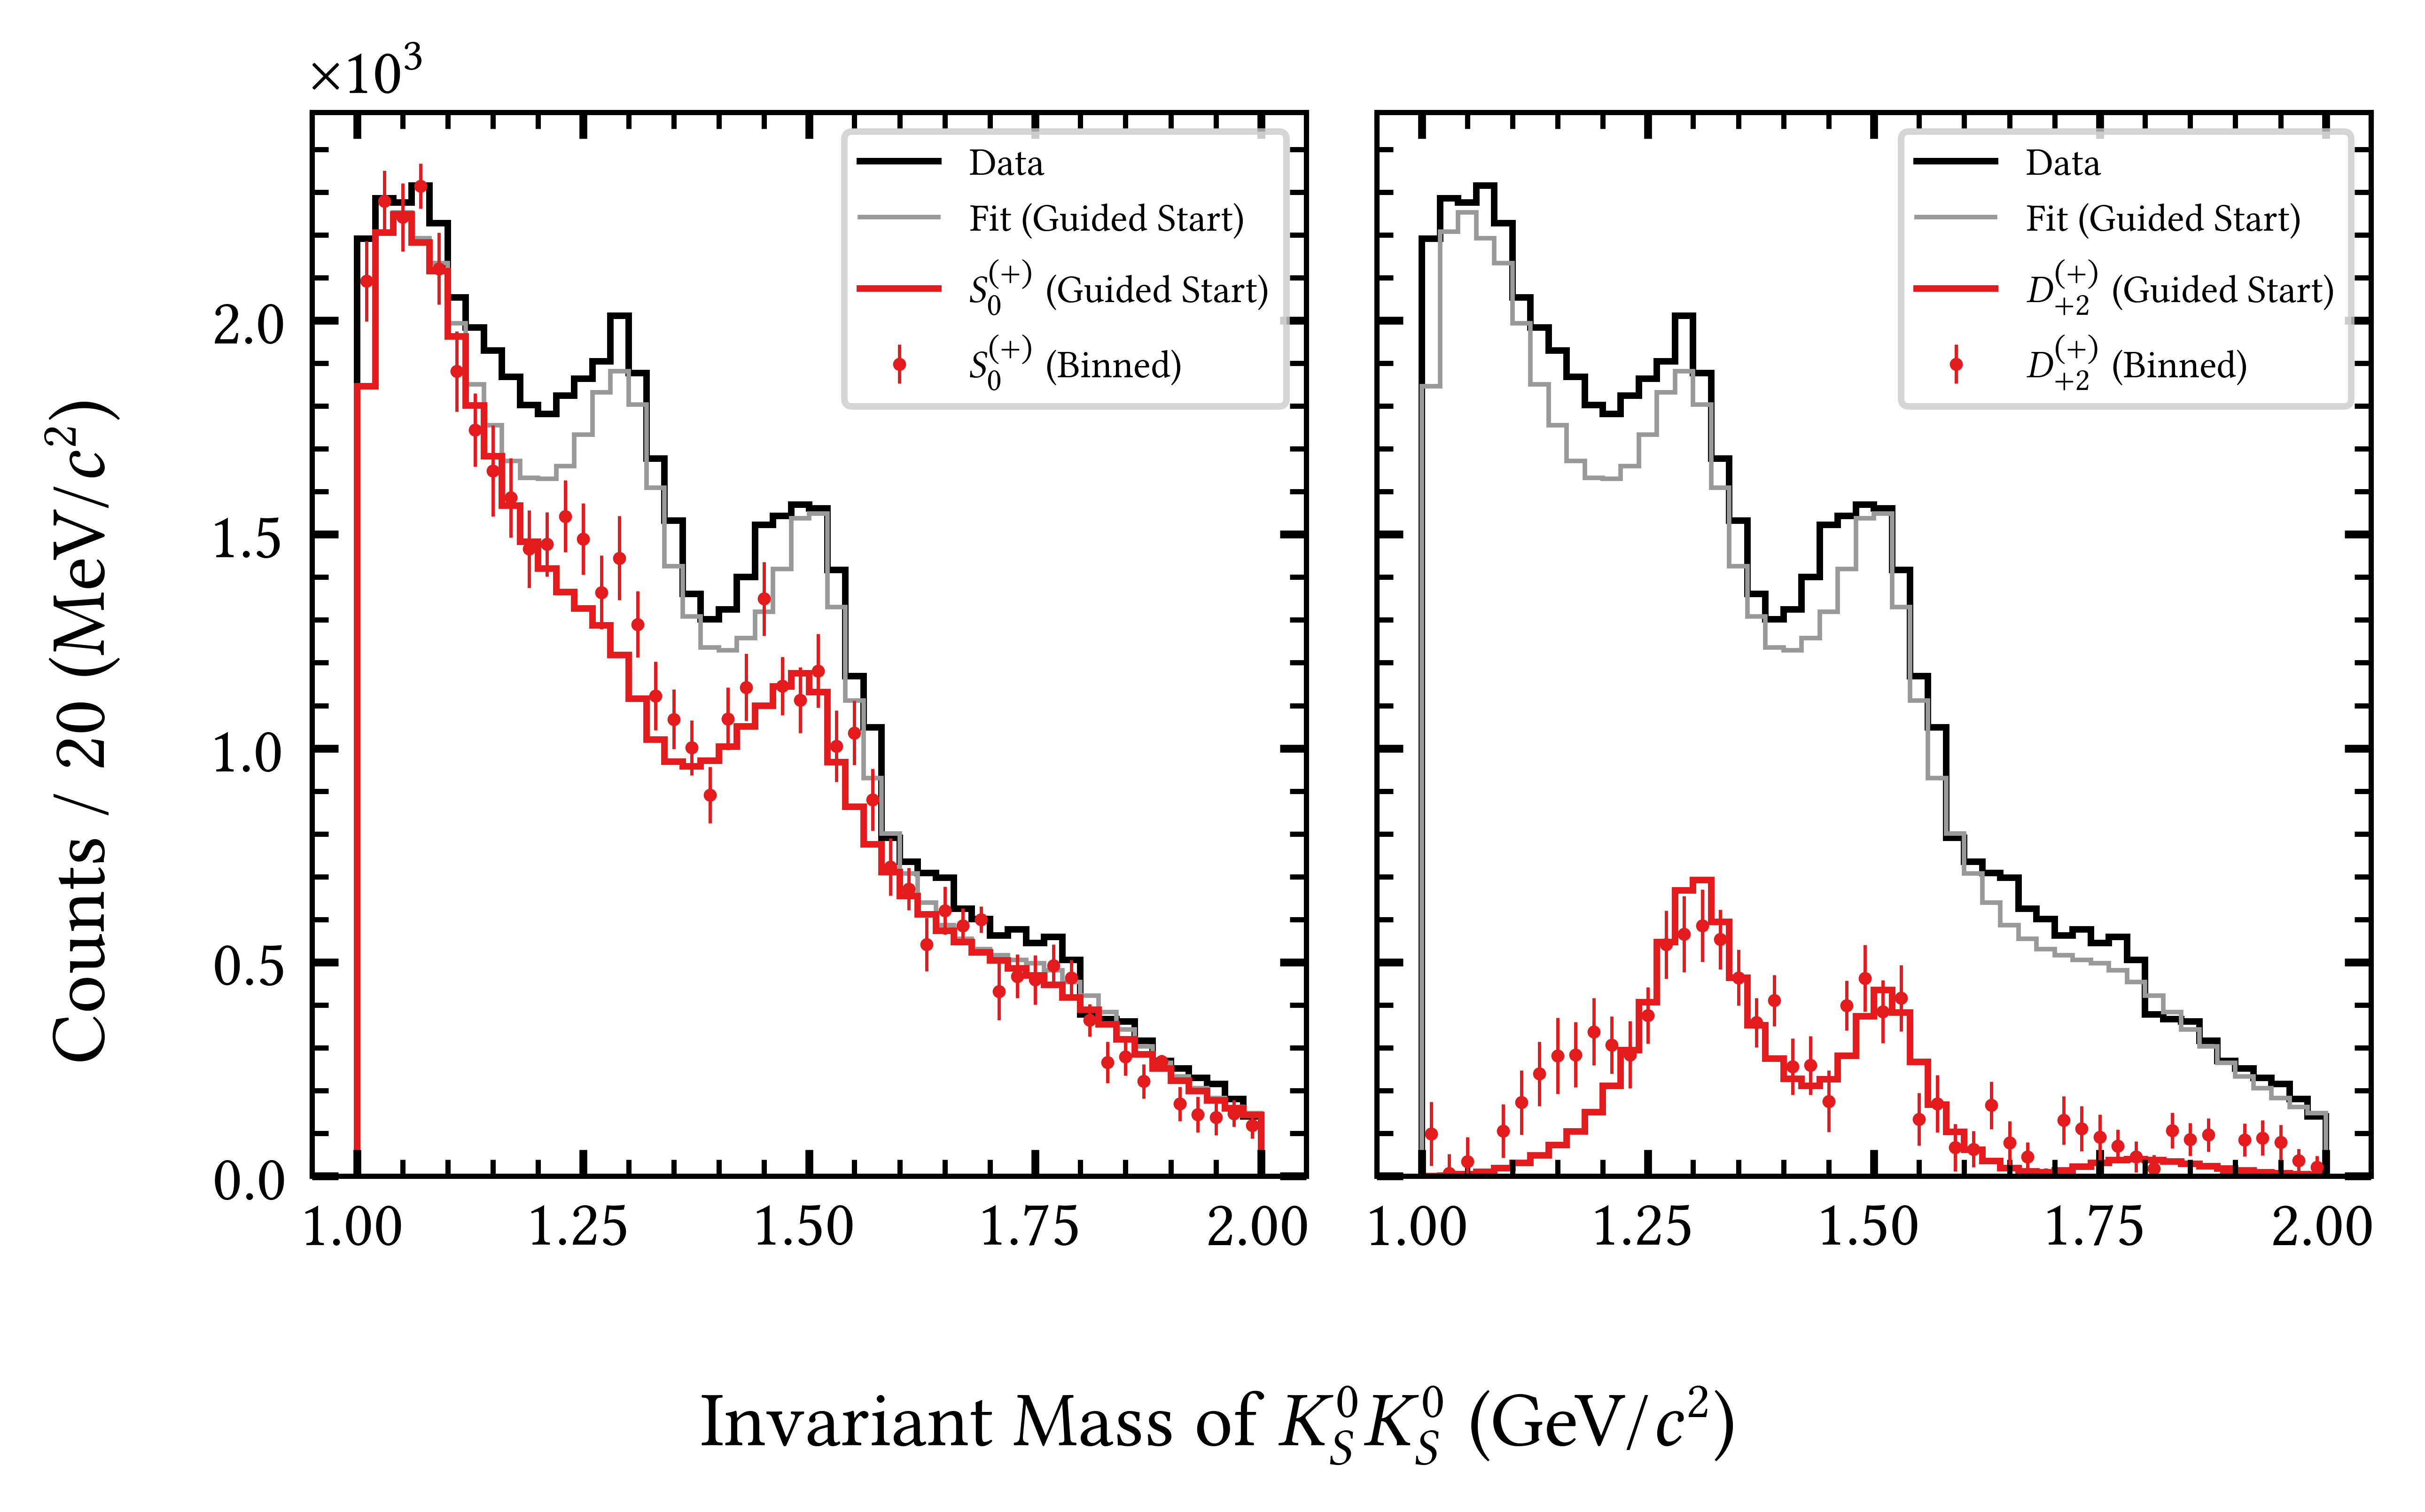 ×10³
Counts / 20 (MeV/c²)
2.0
1.5
1.0
0.5
0.0
Data
Fit (Guided Start)
S₀⁽⁺⁾ (Guided Start)
S₀⁽⁺⁾ (Binned)
1.00 1.25 1.50 1.75 2.00
Data
Fit (Guided Start)
D₊₂⁽⁺⁾ (Guided Start)
D₊₂⁽⁺⁾ (Binned)
1.00 1.25 1.50 1.75 2.00
Invariant Mass of K_S⁰K_S⁰ (GeV/c²)